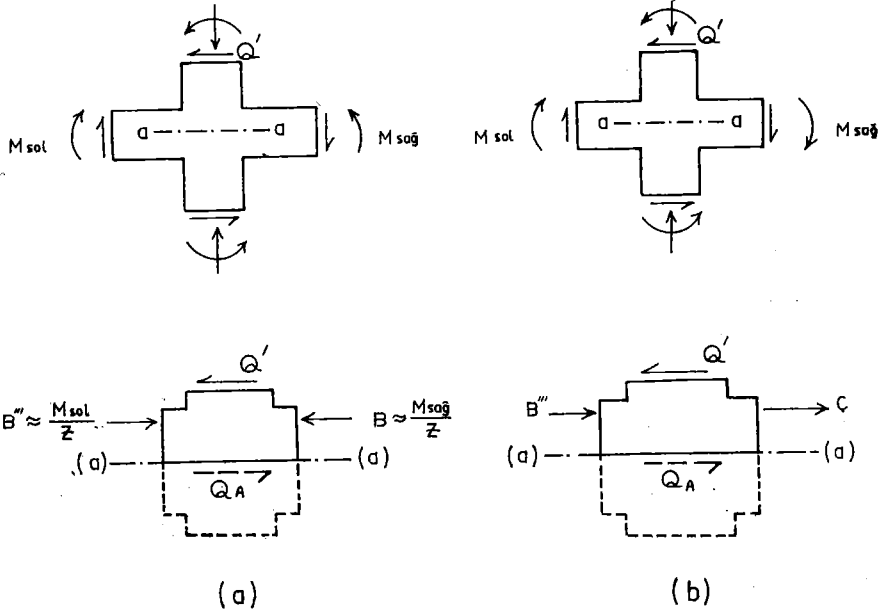 Q′
Q′
M sol
a
a
M sağ
M sol
a
a
M sağ
Q′
Q′
B‴ ≈ M sol / Z
B ≈ M sağ / Z
B‴
Ç
(a)
(a)
(a)
(a)
Q A
Q A
(a)
(b)